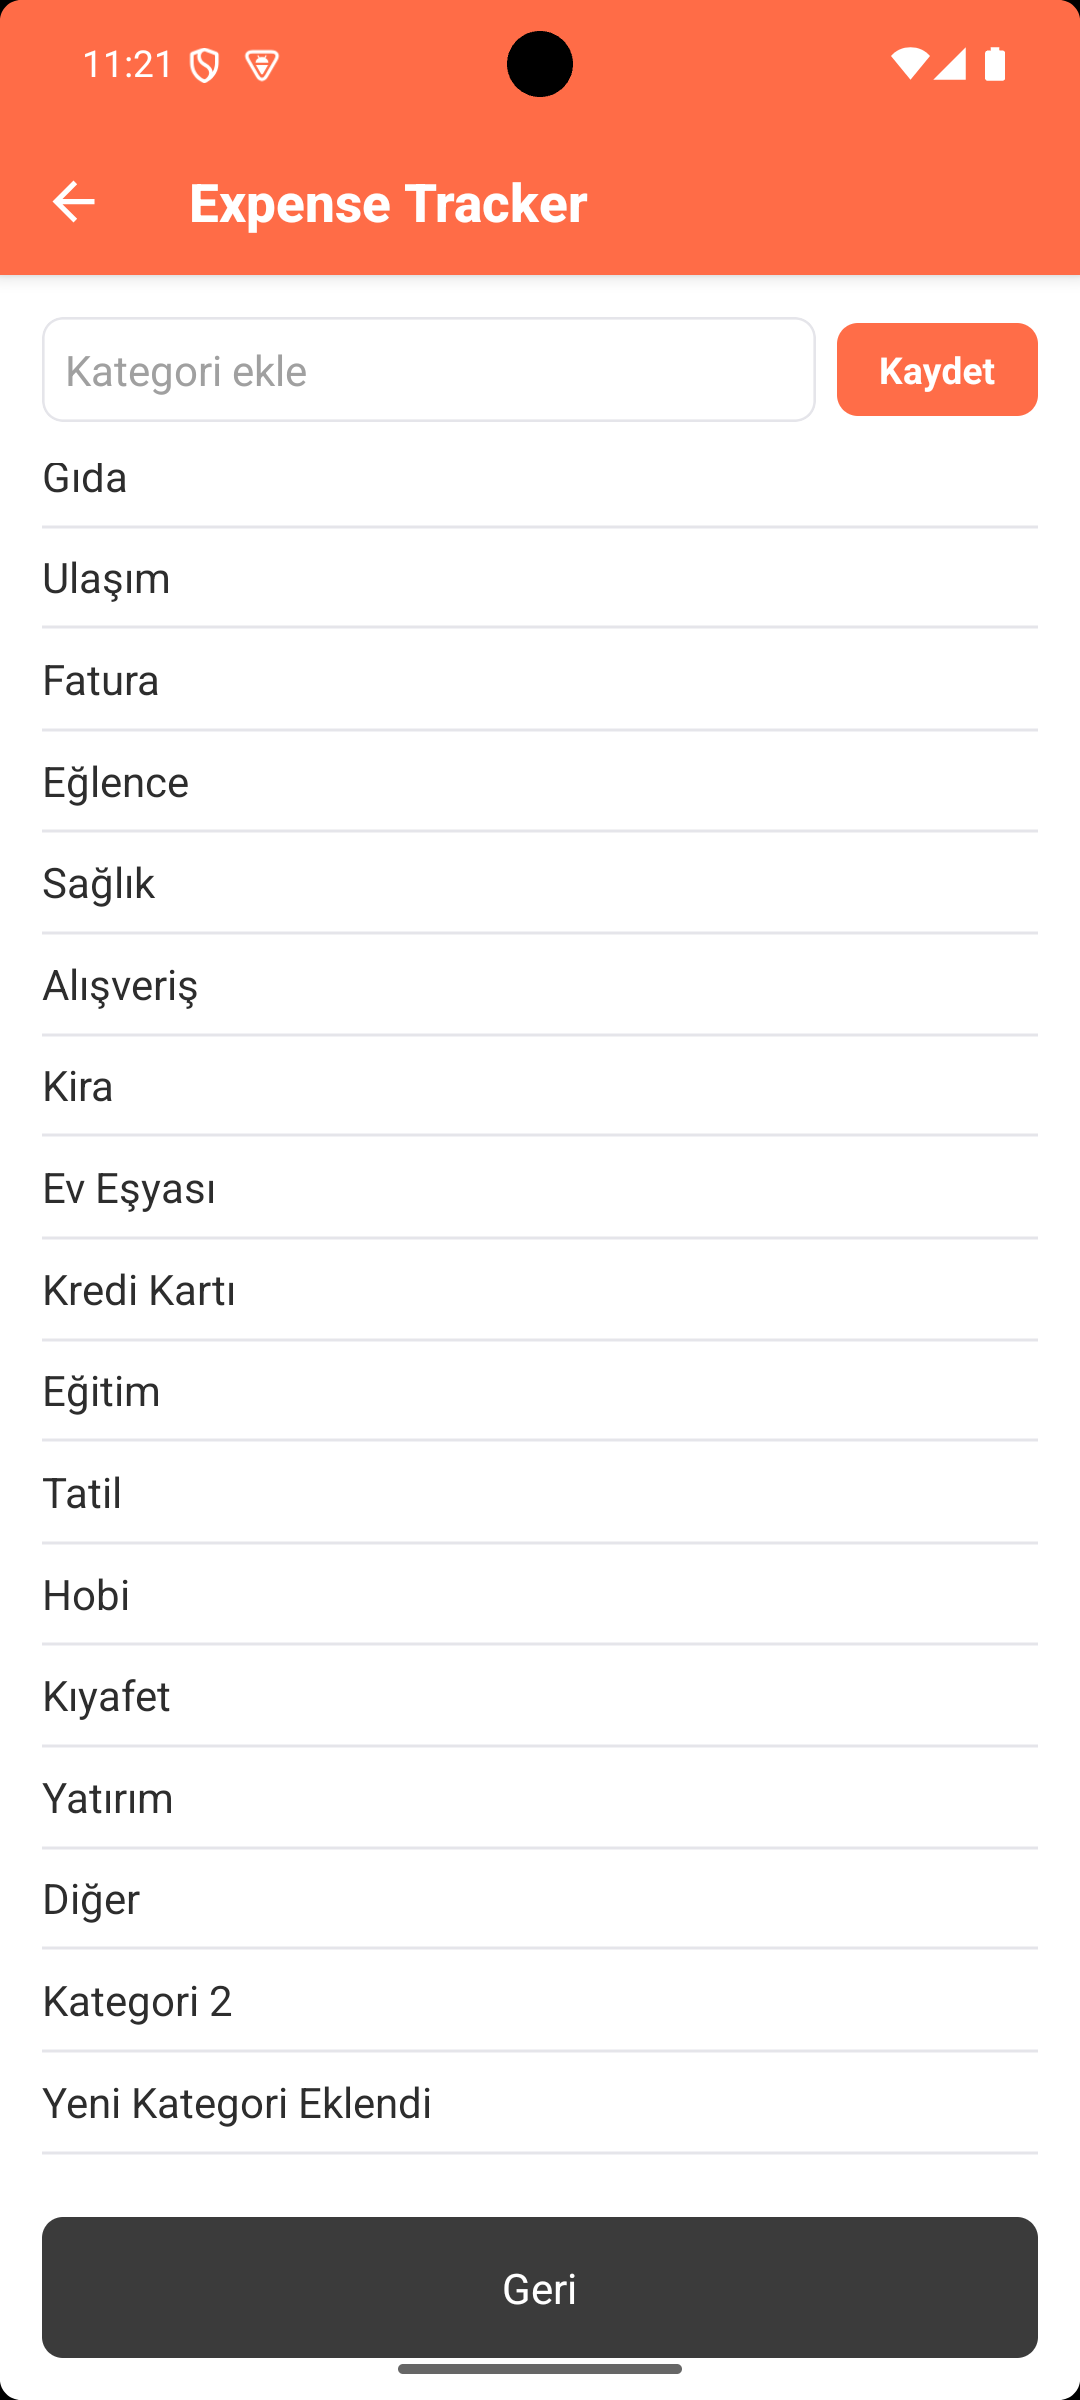 11:21
Expense Tracker
Kategori ekle
Kaydet
Gıda
Ulaşım
Fatura
Eğlence
Sağlık
Alışveriş
Kira
Ev Eşyası
Kredi Kartı
Eğitim
Tatil
Hobi
Kıyafet
Yatırım
Diğer
Kategori 2
Yeni Kategori Eklendi
Geri